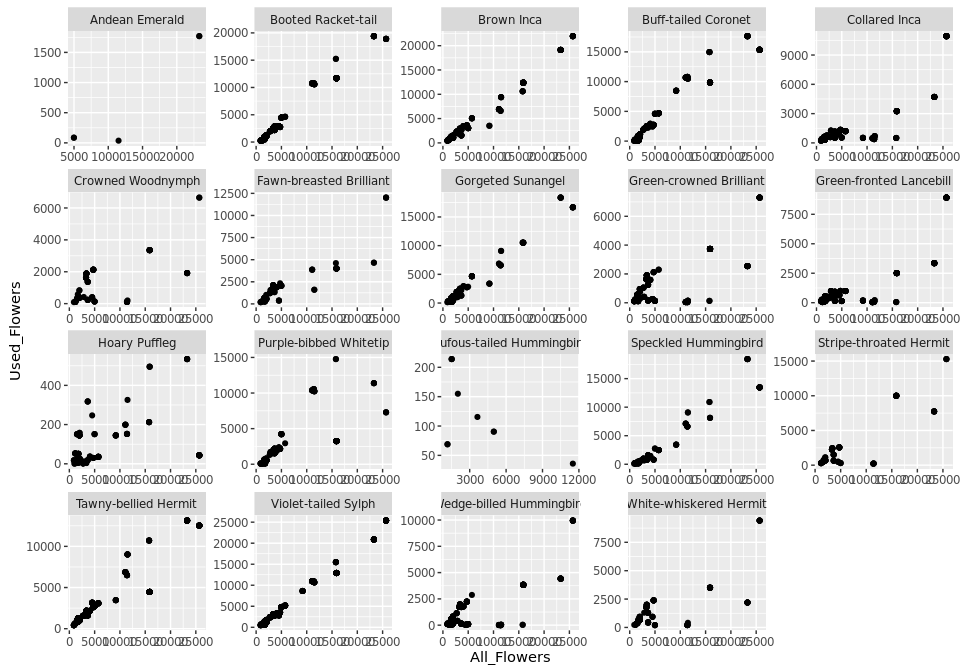 Andean Emerald
Booted Racket-tail
Brown Inca
Buff-tailed Coronet
Collared Inca
1500
1000
500
0
5000 10000 15000 20000
20000
15000
10000
5000
0
0 5000 10000 15000 20000 25000
20000
15000
10000
5000
0
0 5000 10000 15000 20000 25000
15000
10000
5000
0
0 5000 10000 15000 20000 25000
9000
6000
3000
0
0 5000 10000 15000 20000 25000
Crowned Woodnymph
Fawn-breasted Brilliant
Gorgeted Sunangel
Green-crowned Brilliant
Green-fronted Lancebill
6000
4000
2000
0
0 5000 10000 15000 20000 25000
12500
10000
7500
5000
2500
0
0 5000 10000 15000 20000 25000
15000
10000
5000
0
0 5000 10000 15000 20000 25000
6000
4000
2000
0
0 5000 10000 15000 20000 25000
7500
5000
2500
0
0 5000 10000 15000 20000 25000
Hoary Puffleg
Purple-bibbed Whitetip
ufous-tailed Hummingbir
Speckled Hummingbird
Stripe-throated Hermit
400
200
0
0 5000 10000 15000 20000 25000
15000
10000
5000
0
0 5000 10000 15000 20000 25000
200
150
100
50
3000 6000 9000 12000
15000
10000
5000
0
0 5000 10000 15000 20000 25000
15000
10000
5000
0
0 5000 10000 15000 20000 25000
Tawny-bellied Hermit
Violet-tailed Sylph
Wedge-billed Hummingbir
White-whiskered Hermit
10000
5000
0
0 5000 10000 15000 20000 25000
25000
20000
15000
10000
5000
0
0 5000 10000 15000 20000 25000
10000
7500
5000
2500
0
0 5000 10000 15000 20000 25000
7500
5000
2500
0
0 5000 10000 15000 20000 25000
Used_Flowers
All_Flowers